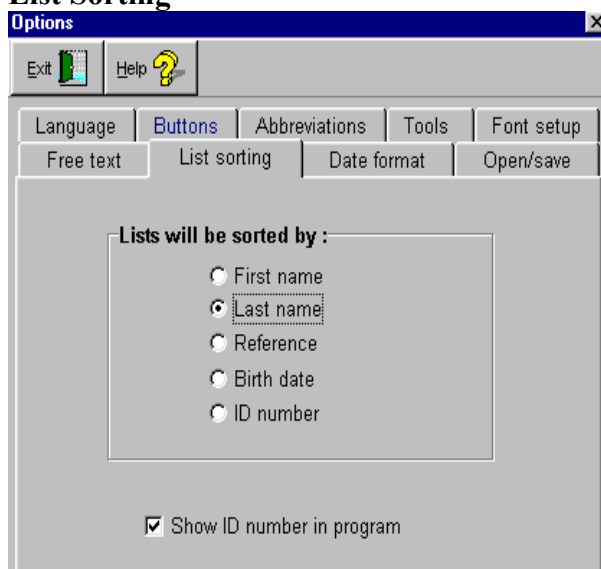 List Sorting
Options
Exit Help
Language Buttons Abbreviations Tools Font setup
Free text List sorting Date format Open/save
Lists will be sorted by :
First name
Last name
Reference
Birth date
ID number
Show ID number in program